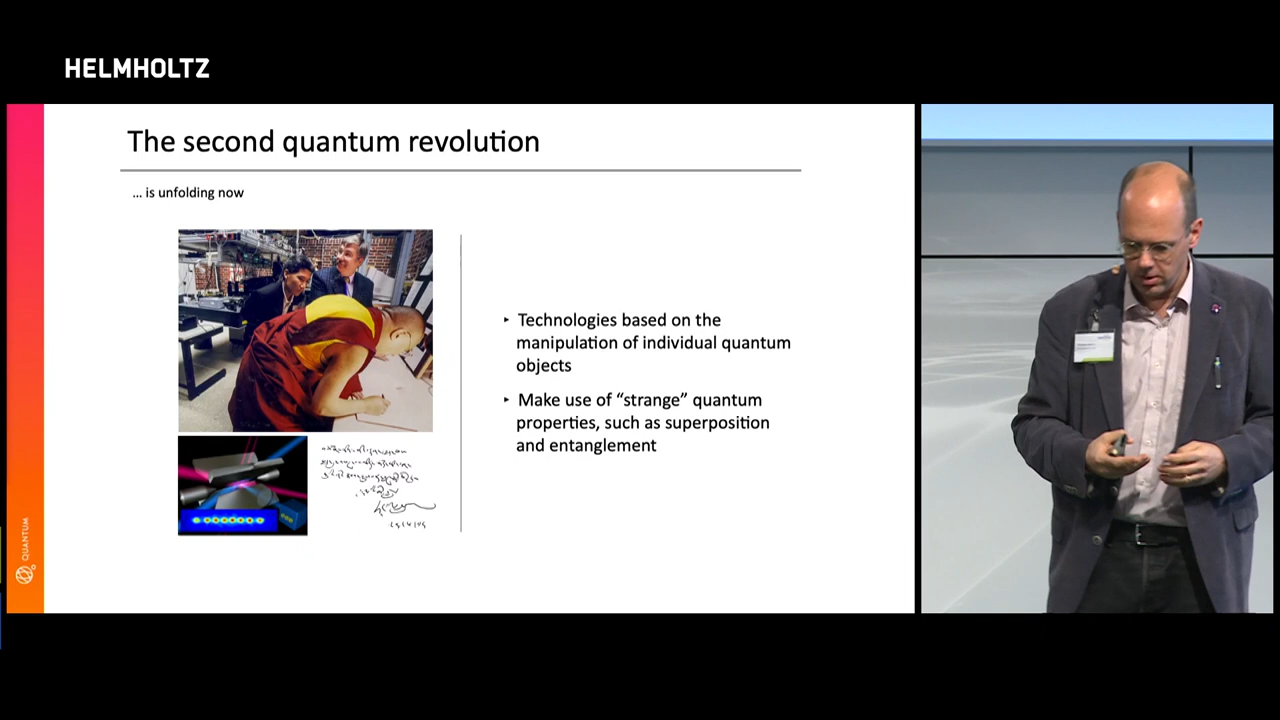 HELMHOLTZ
The second quantum revolution
... is unfolding now
‣ Technologies based on the
manipulation of individual quantum
objects
‣ Make use of “strange” quantum
properties, such as superposition
and entanglement
QUANTUM